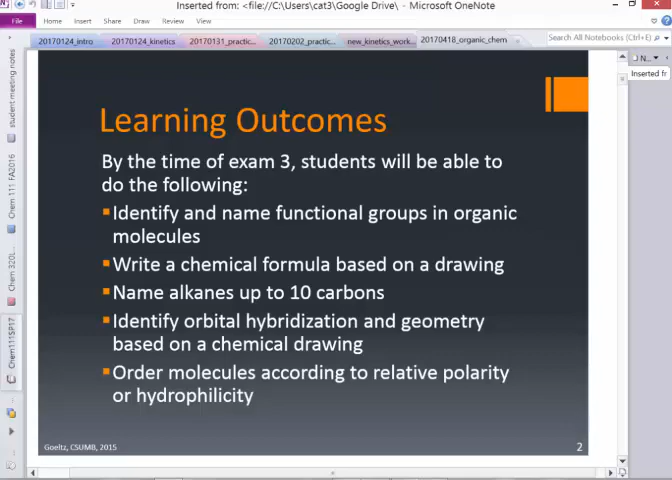 Inserted from: <file://C:\Users\cat3\Google Drive\ - Microsoft OneNote
File Home Insert Share Draw Review View
20170124_intro 20170124_kinetics 20170131_practic... 20170202_practic... new_kinetics_work... 20170418_organic_chem
Search All Notebooks (Ctrl+E)
Inserted fr
student meeting notes
Chem 111 FA2016
Chem 320L
Chem111SP17
Learning Outcomes
By the time of exam 3, students will be able to
do the following:
Identify and name functional groups in organic
molecules
Write a chemical formula based on a drawing
Name alkanes up to 10 carbons
Identify orbital hybridization and geometry
based on a chemical drawing
Order molecules according to relative polarity
or hydrophilicity
Goeltz, CSUMB, 2015
2